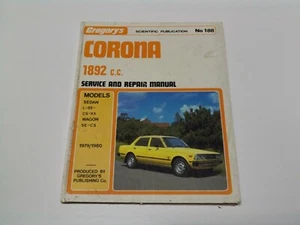 Gregory's
SCIENTIFIC PUBLICATION
No 188
CORONA
1892 C.C.
SERVICE AND REPAIR MANUAL
MODELS
SEDAN
WAGON
1979/1980
PRODUCED BY
GREGORY'S
PUBLISHING Co.